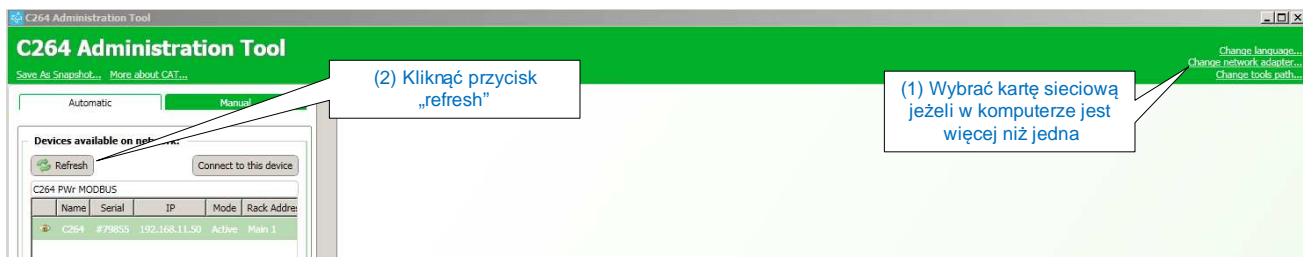 C264 Administration Tool
C264 Administration Tool
Save As Snapshot... More about CAT...
Change language...
Change network adapter...
Change tools path...
(2) Kliknąć przycisk
„refresh”
(1) Wybrać kartę sieciową
jeżeli w komputerze jest
więcej niż jedna
Automatic Manual
Devices available on network:
Refresh Connect to this device
C264 PWr MODBUS
Name Serial IP Mode Rack Addre
C264 #79855 192.168.11.50 Active Main 1